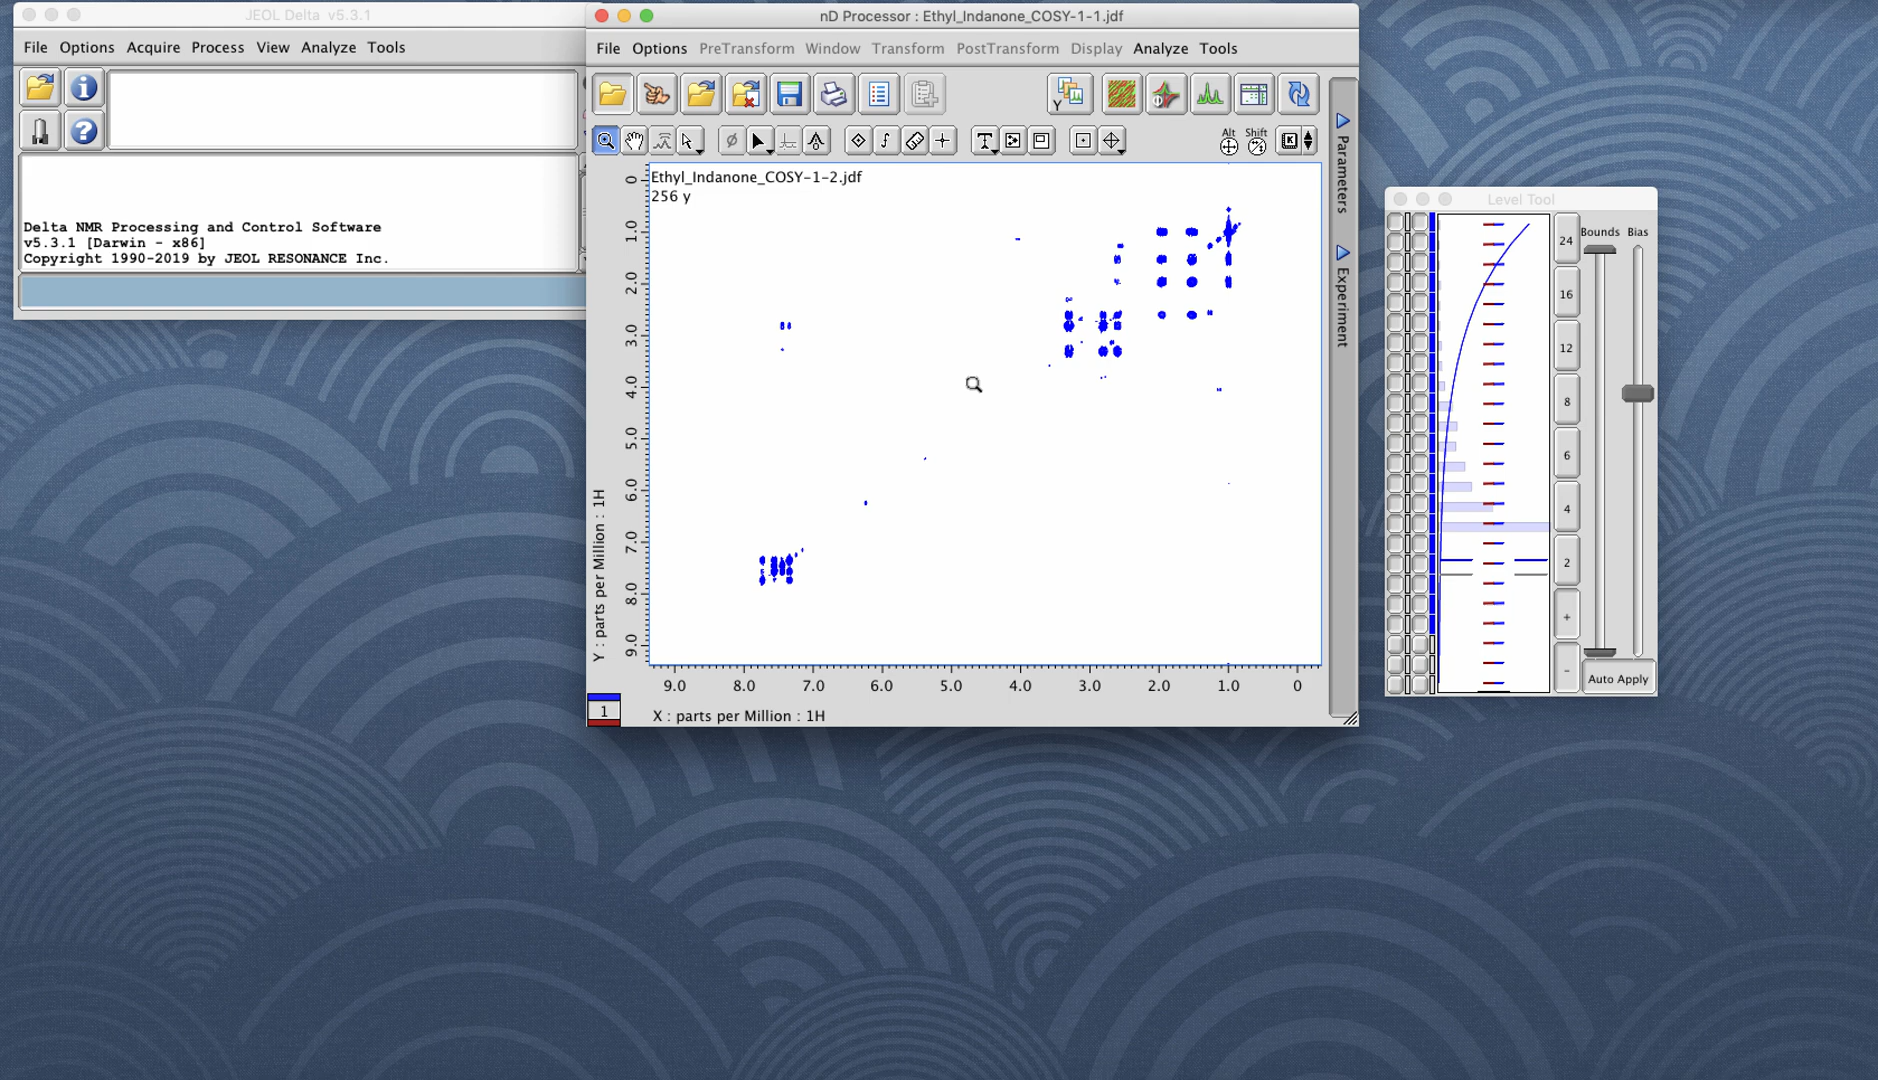 JEOL Delta v5.3.1
File Options Acquire Process View Analyze Tools
Delta NMR Processing and Control Software
v5.3.1 [Darwin - x86]
Copyright 1990-2019 by JEOL RESONANCE Inc.
nD Processor : Ethyl_Indanone_COSY-1-1.jdf
File Options PreTransform Window Transform PostTransform Display Analyze Tools
Y
Alt Shift
K
Ethyl_Indanone_COSY-1-2.jdf
256 y
0
1.0
2.0
3.0
4.0
5.0
6.0
7.0
8.0
9.0
Y : parts per Million : 1H
9.0 8.0 7.0 6.0 5.0 4.0 3.0 2.0 1.0 0
X : parts per Million : 1H
1
Parameters
Experiment
Level Tool
Bounds Bias
24
16
12
8
6
4
2
+
-
Auto Apply